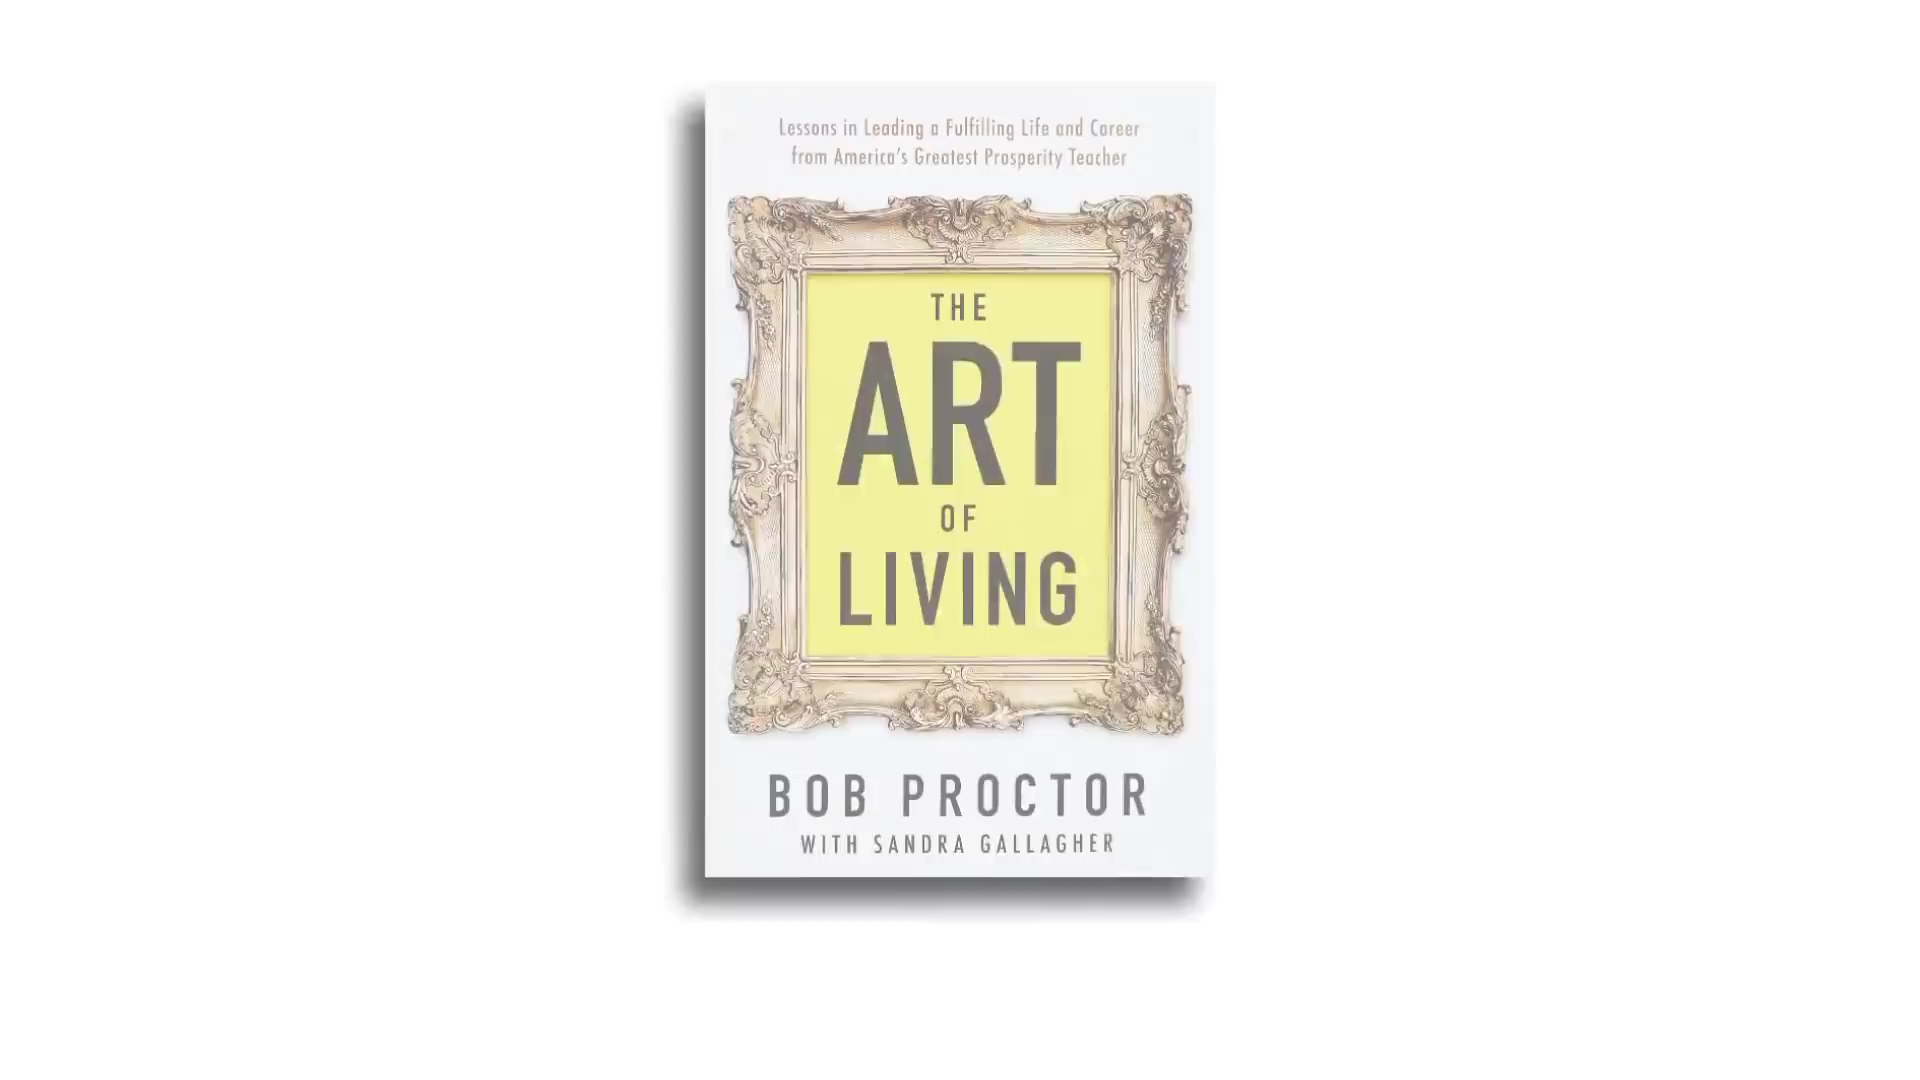 Lessons in Leading a Fulfilling Life and Career
from America's Greatest Prosperity Teacher
THE
ART
OF
LIVING
BOB PROCTOR
WITH SANDRA GALLAGHER